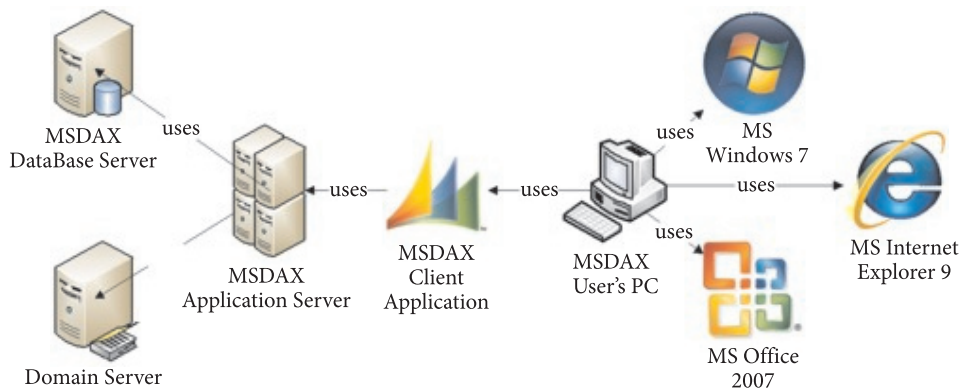 MSDAX
DataBase Server
uses
Domain Server
MSDAX
Application Server
uses
MSDAX
Client
Application
uses
MSDAX
User's PC
uses
MS
Windows 7
uses
MS Internet
Explorer 9
uses
MS Office
2007